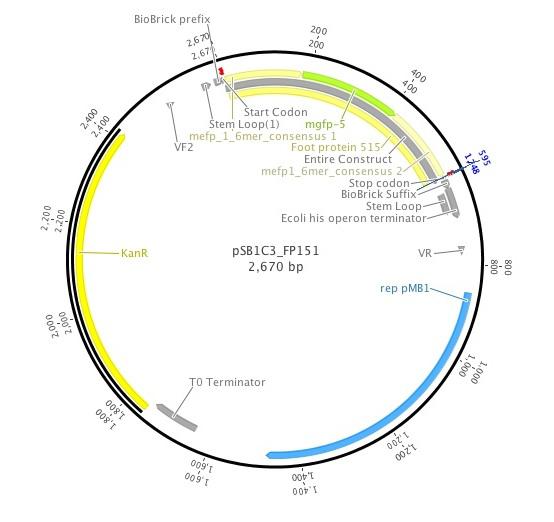 BioBrick prefix
2,670
2,67
200
200
400
400
Start Codon
Stem Loop(1)
mgfp-5
mefp_1_6mer_consensus 1
VF2
Foot protein 515
Entire Construct
mefp1_6mer_consensus 2
595
1,248
Stop codon
BioBrick Suffix
Stem Loop
Ecoli his operon terminator
2,400
2,400
2,200
2,200
KanR
pSB1C3_FP151
2,670 bp
VR
800
800
rep pMB1
2,000
2,000
1,000
1,000
T0 Terminator
1,800
1,800
1,200
1,200
1,600
1,600
1,400
1,400